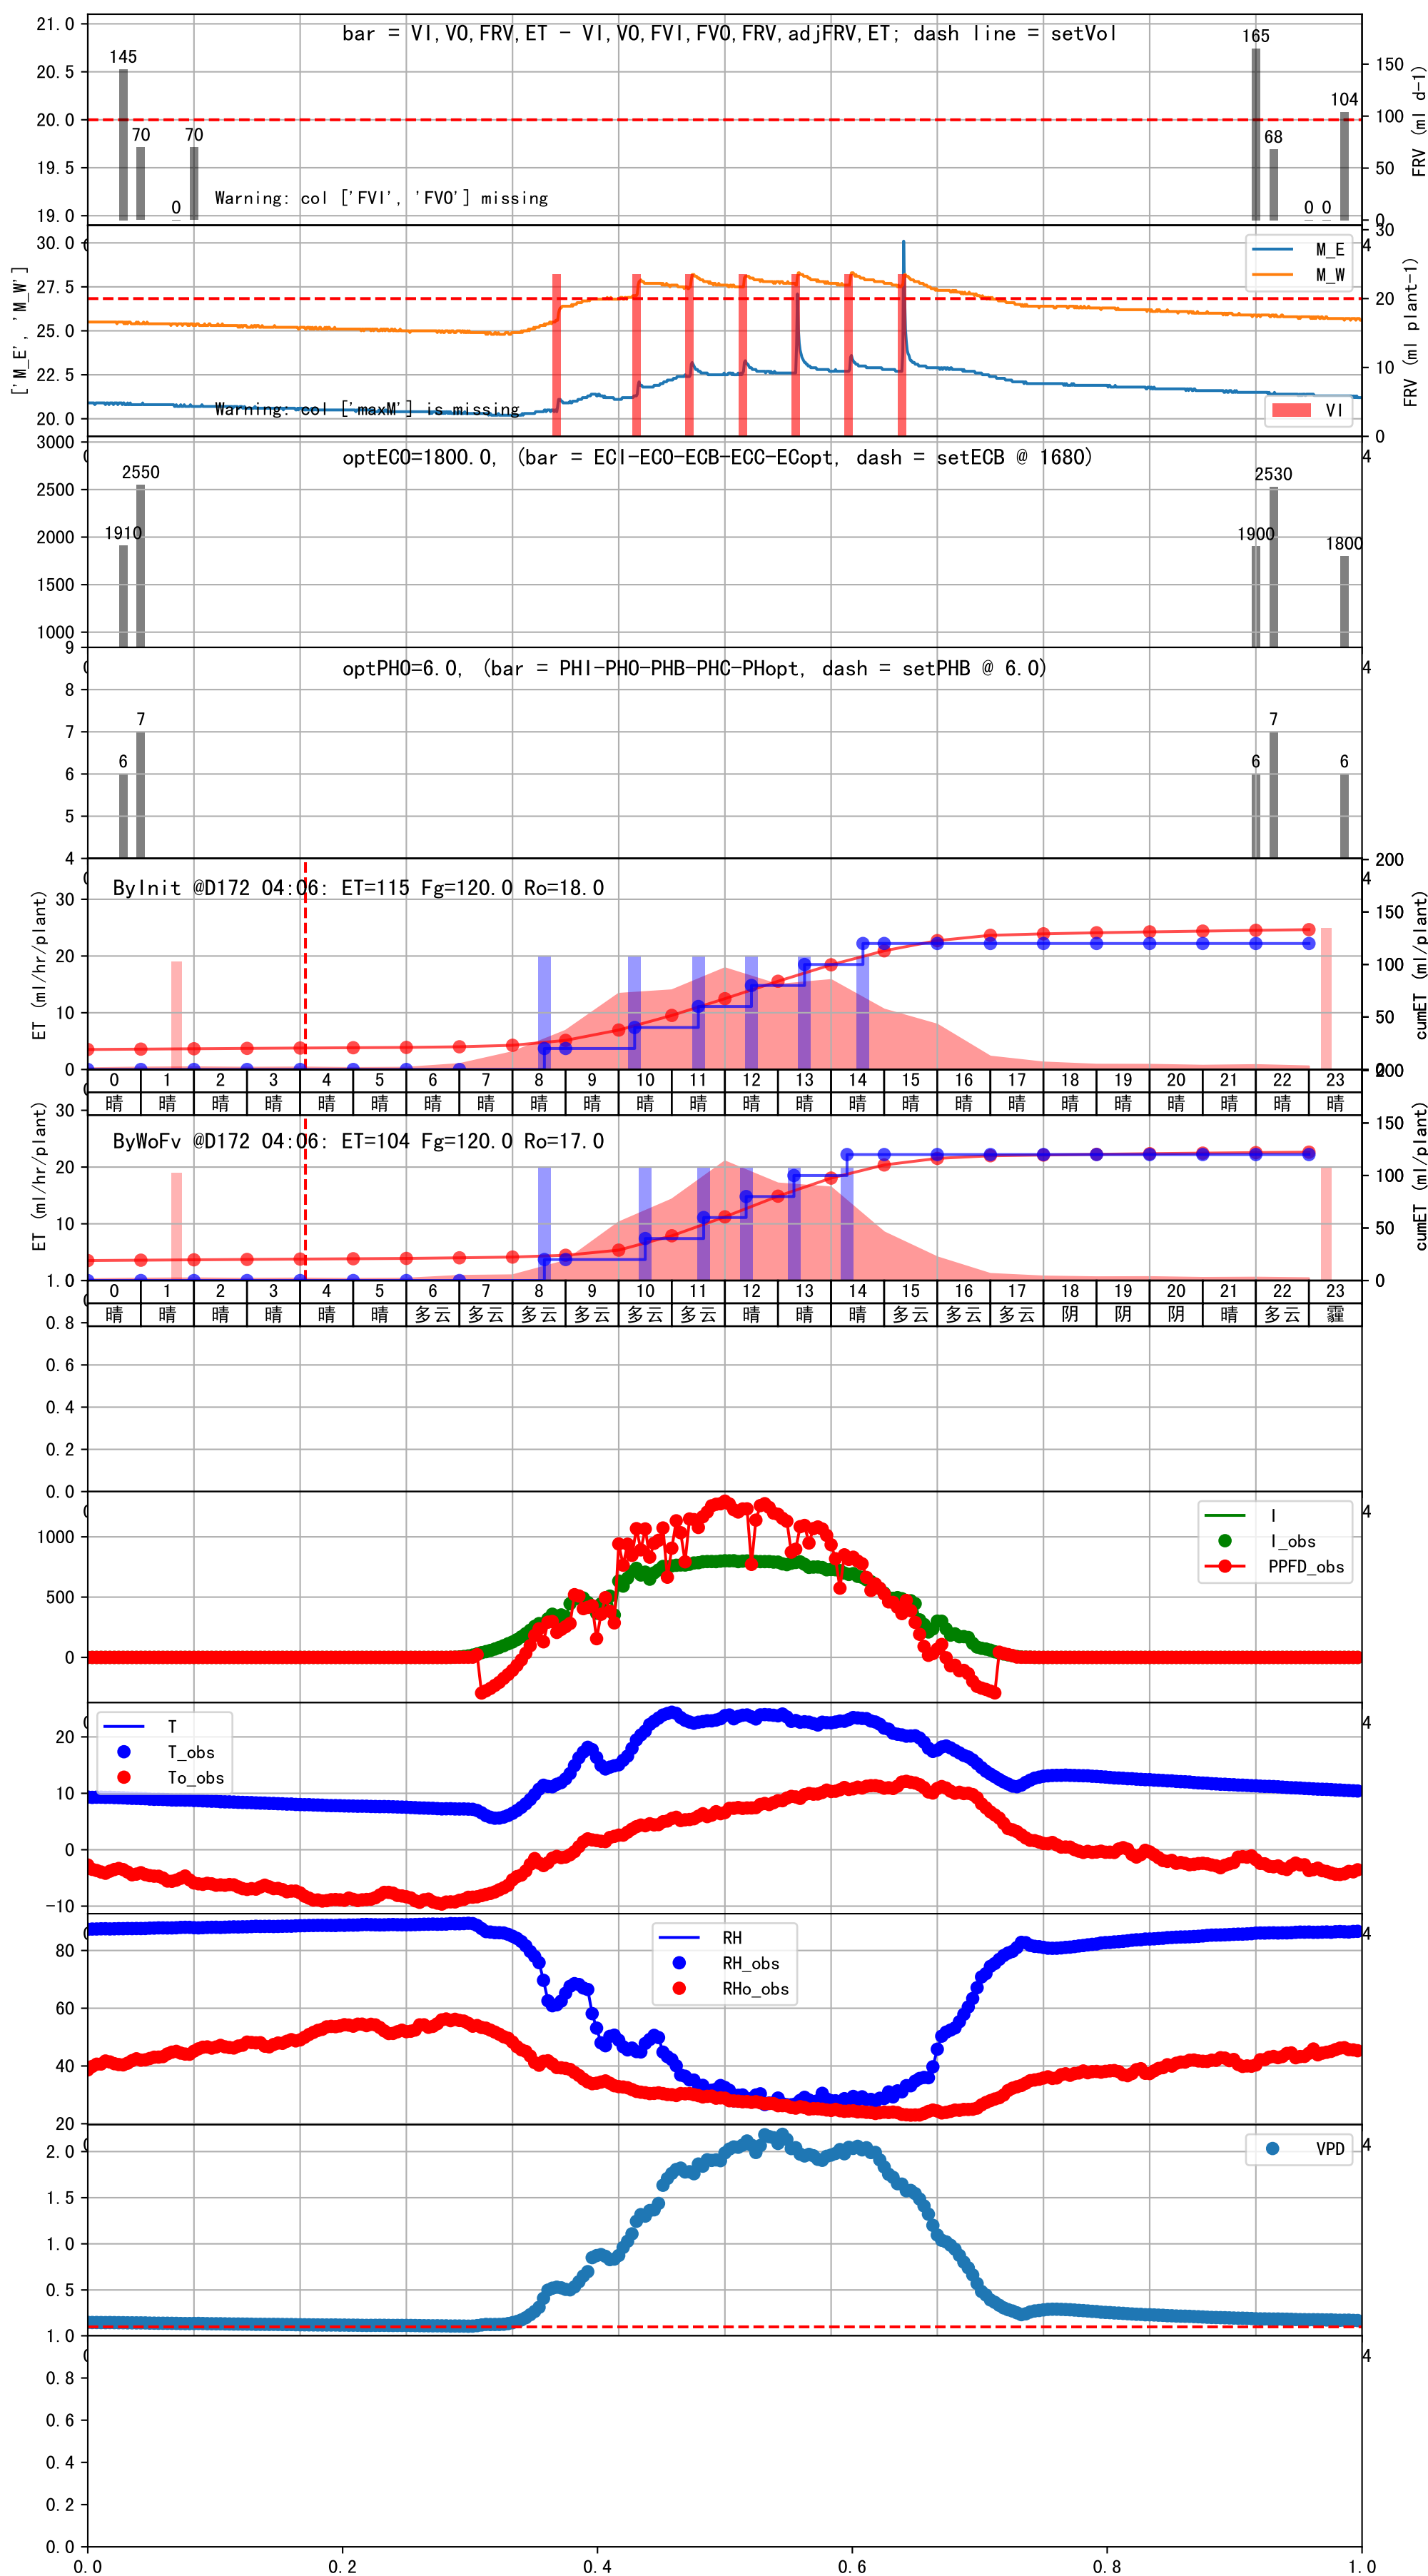 bar = VI,VO,FRV,ET - VI,VO,FVI,FVO,FRV,adjFRV,ET; dash line = setVol
21.0
20.5
20.0
19.5
19.0
145
70
0
70
165
68
0 0
104
150
100
50
0
FRV (ml d-1)
Warning: col ['FVI', 'FVO'] missing
['M_E', 'M_W']
30.0
27.5
25.0
22.5
20.0
M_E
M_W
VI
30
20
10
0
FRV (ml plant-1)
Warning: col ['maxM'] is missing
optECO=1800.0, (bar = ECI-ECO-ECB-ECC-ECopt, dash = setECB @ 1680)
3000
2500
2000
1500
1000
1910
2550
1900
2530
1800
optPHO=6.0, (bar = PHI-PHO-PHB-PHC-PHopt, dash = setPHB @ 6.0)
9
8
7
6
5
4
6
7
6
7
6
ByInit @D172 04:06: ET=115 Fg=120.0 Ro=18.0
ET (ml/hr/plant)
30
20
10
0
200
150
100
50
0
cumET (ml/plant)
0 1 2 3 4 5 6 7 8 9 10 11 12 13 14 15 16 17 18 19 20 21 22 23
晴 晴 晴 晴 晴 晴 晴 晴 晴 晴 晴 晴 晴 晴 晴 晴 晴 晴 晴 晴 晴 晴 晴 晴
ByWoFv @D172 04:06: ET=104 Fg=120.0 Ro=17.0
ET (ml/hr/plant)
30
20
10
200
150
100
50
0
cumET (ml/plant)
0 1 2 3 4 5 6 7 8 9 10 11 12 13 14 15 16 17 18 19 20 21 22 23
晴 晴 晴 晴 晴 晴 多云 多云 多云 多云 多云 多云 晴 晴 晴 多云 多云 多云 阴 阴 阴 晴 多云 霾
1.0
0.8
0.6
0.4
0.2
0.0
1000
500
0
I
I_obs
PPFD_obs
20
10
0
-10
T
T_obs
To_obs
80
60
40
20
RH
RH_obs
RHo_obs
2.0
1.5
1.0
0.5
VPD
1.0
0.8
0.6
0.4
0.2
0.0
0.0 0.2 0.4 0.6 0.8 1.0